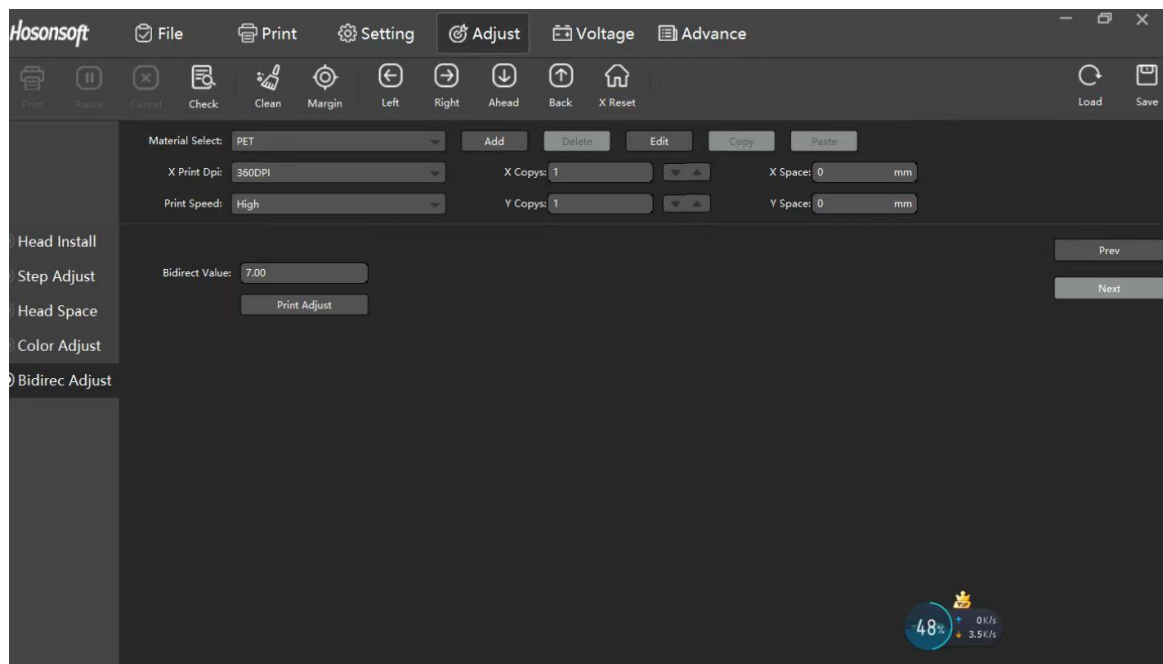 Hosonsoft File Print Setting Adjust Voltage Advance
Print Pause Cancel Check Clean Margin Left Right Ahead Back X Reset Load Save
Material Select: PET Add Delete Edit Copy Paste
X Print Dpi: 360DPI X Copys: 1 X Space: 0 mm
Print Speed: High Y Copys: 1 Y Space: 0 mm
Head Install
Step Adjust
Head Space
Color Adjust
Bidirec Adjust
Bidirect Value: 7.00
Print Adjust
Prev
Next
48%
0K/s
3.5K/s